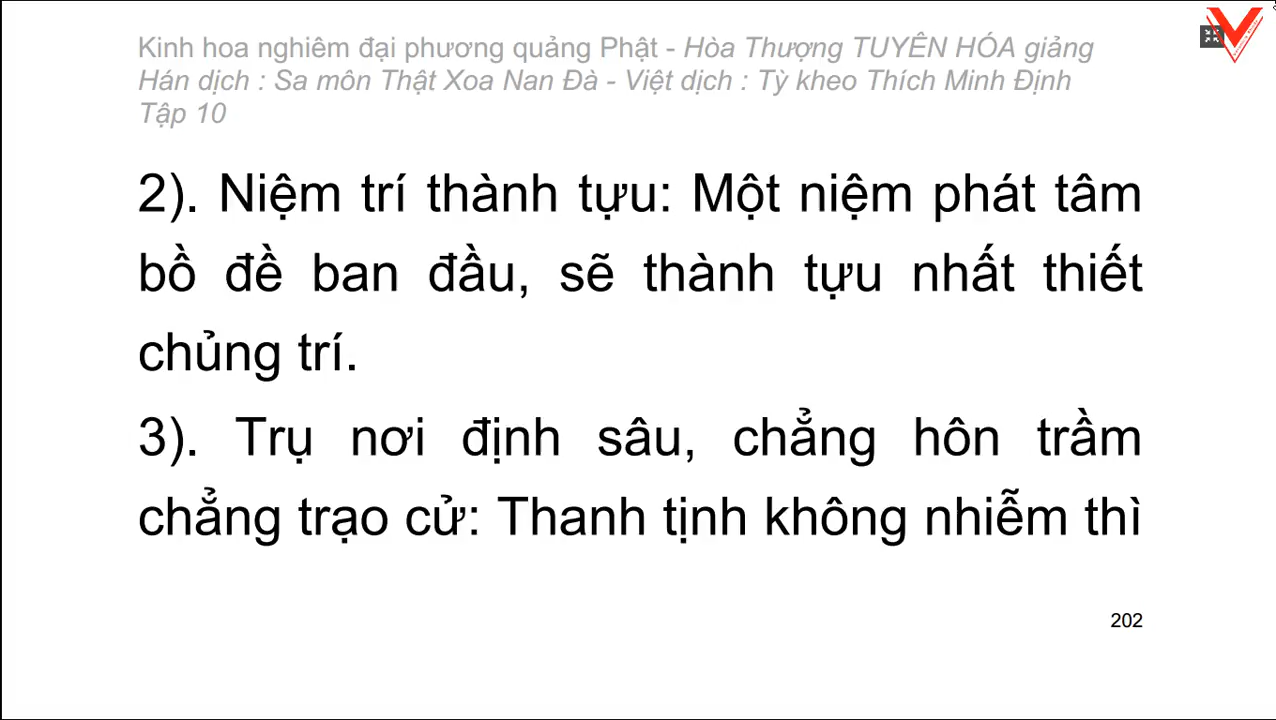 Kinh hoa nghiêm đại phương quảng Phật - Hòa Thượng TUYÊN HÓA giảng
Hán dịch : Sa môn Thật Xoa Nan Đà - Việt dịch : Tỳ kheo Thích Minh Định
Tập 10
2). Niệm trí thành tựu: Một niệm phát tâm
bồ đề ban đầu, sẽ thành tựu nhất thiết
chủng trí.
3). Trụ nơi định sâu, chẳng hôn trầm
chẳng trạo cử: Thanh tịnh không nhiễm thì
202